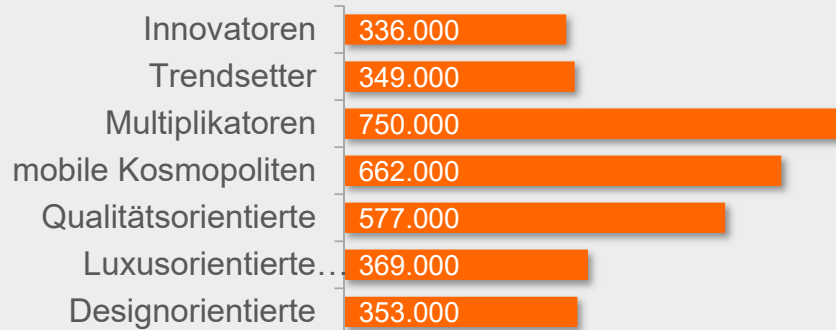 Innovatoren 336.000
Trendsetter 349.000
Multiplikatoren 750.000
mobile Kosmopoliten 662.000
Qualitätsorientierte 577.000
Luxusorientierte… 369.000
Designorientierte 353.000